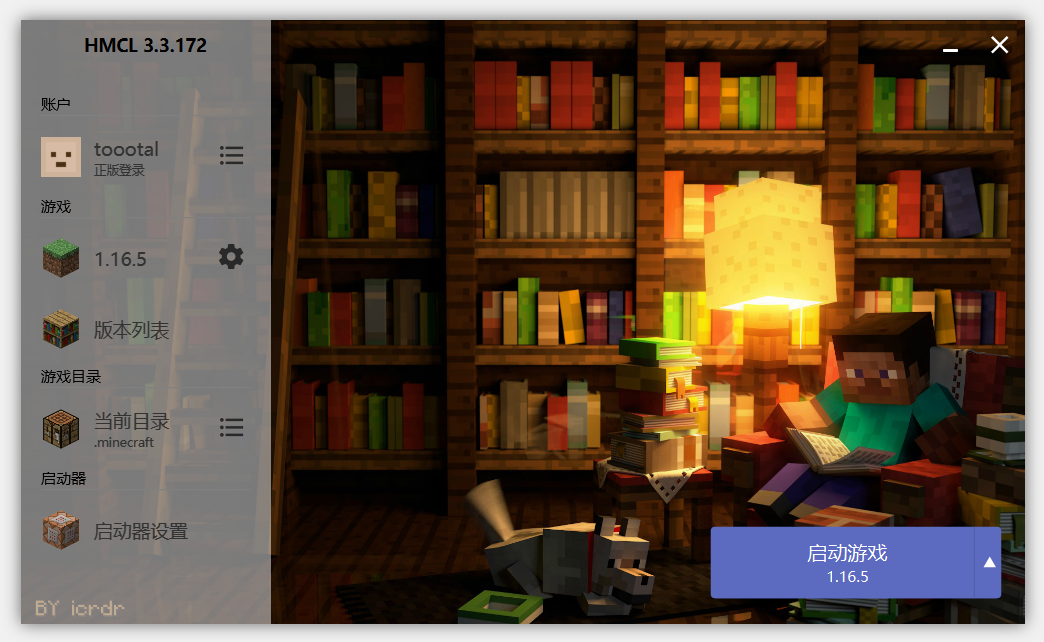 HMCL 3.3.172
账户
toootal
正版登录
游戏
1.16.5
版本列表
游戏目录
当前目录
.minecraft
启动器
启动器设置
BY icrdr
启动游戏
1.16.5